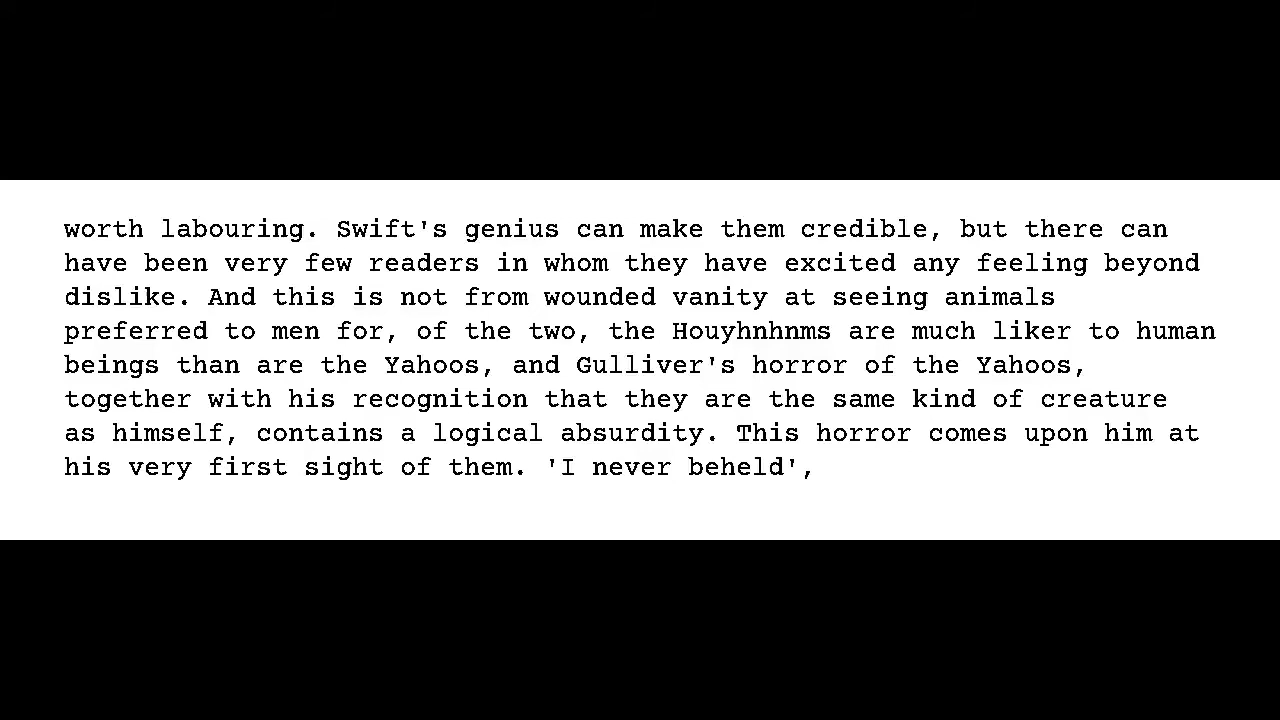 worth labouring. Swift's genius can make them credible, but there can
have been very few readers in whom they have excited any feeling beyond
dislike. And this is not from wounded vanity at seeing animals
preferred to men for, of the two, the Houyhnhnms are much liker to human
beings than are the Yahoos, and Gulliver's horror of the Yahoos,
together with his recognition that they are the same kind of creature
as himself, contains a logical absurdity. This horror comes upon him at
his very first sight of them. 'I never beheld',